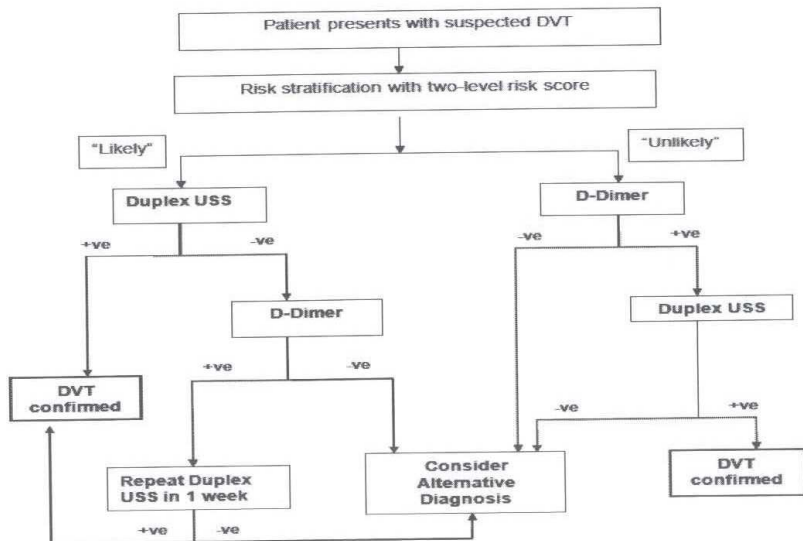 Patient presents with suspected DVT
Risk stratification with two-level risk score
"Likely"
"Unlikely"
Duplex USS
D-Dimer
+ve
-ve
-ve
+ve
D-Dimer
Duplex USS
+ve
-ve
DVT
confirmed
-ve
+ve
Repeat Duplex
USS in 1 week
Consider
Alternative
Diagnosis
DVT
confirmed
+ve
-ve